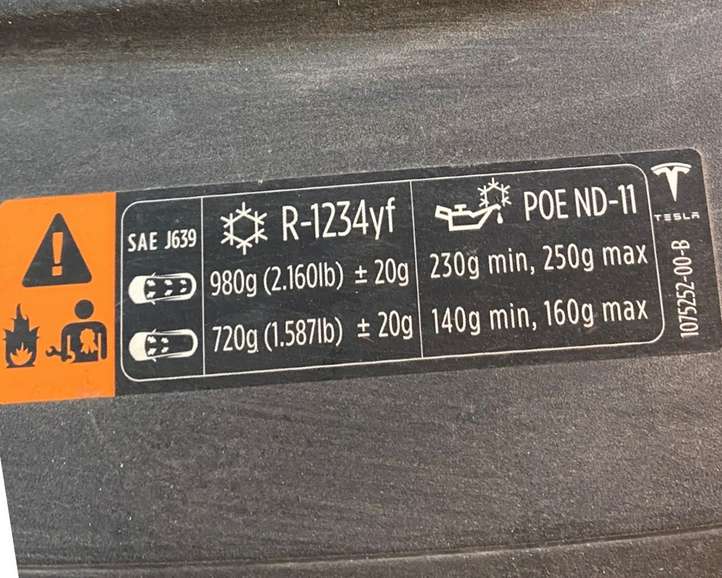 SAE J639
R-1234yf
POE ND-11
980g (2.160lb) ± 20g
230g min, 250g max
720g (1.587lb) ± 20g
140g min, 160g max
TESLA
1075252-00-B